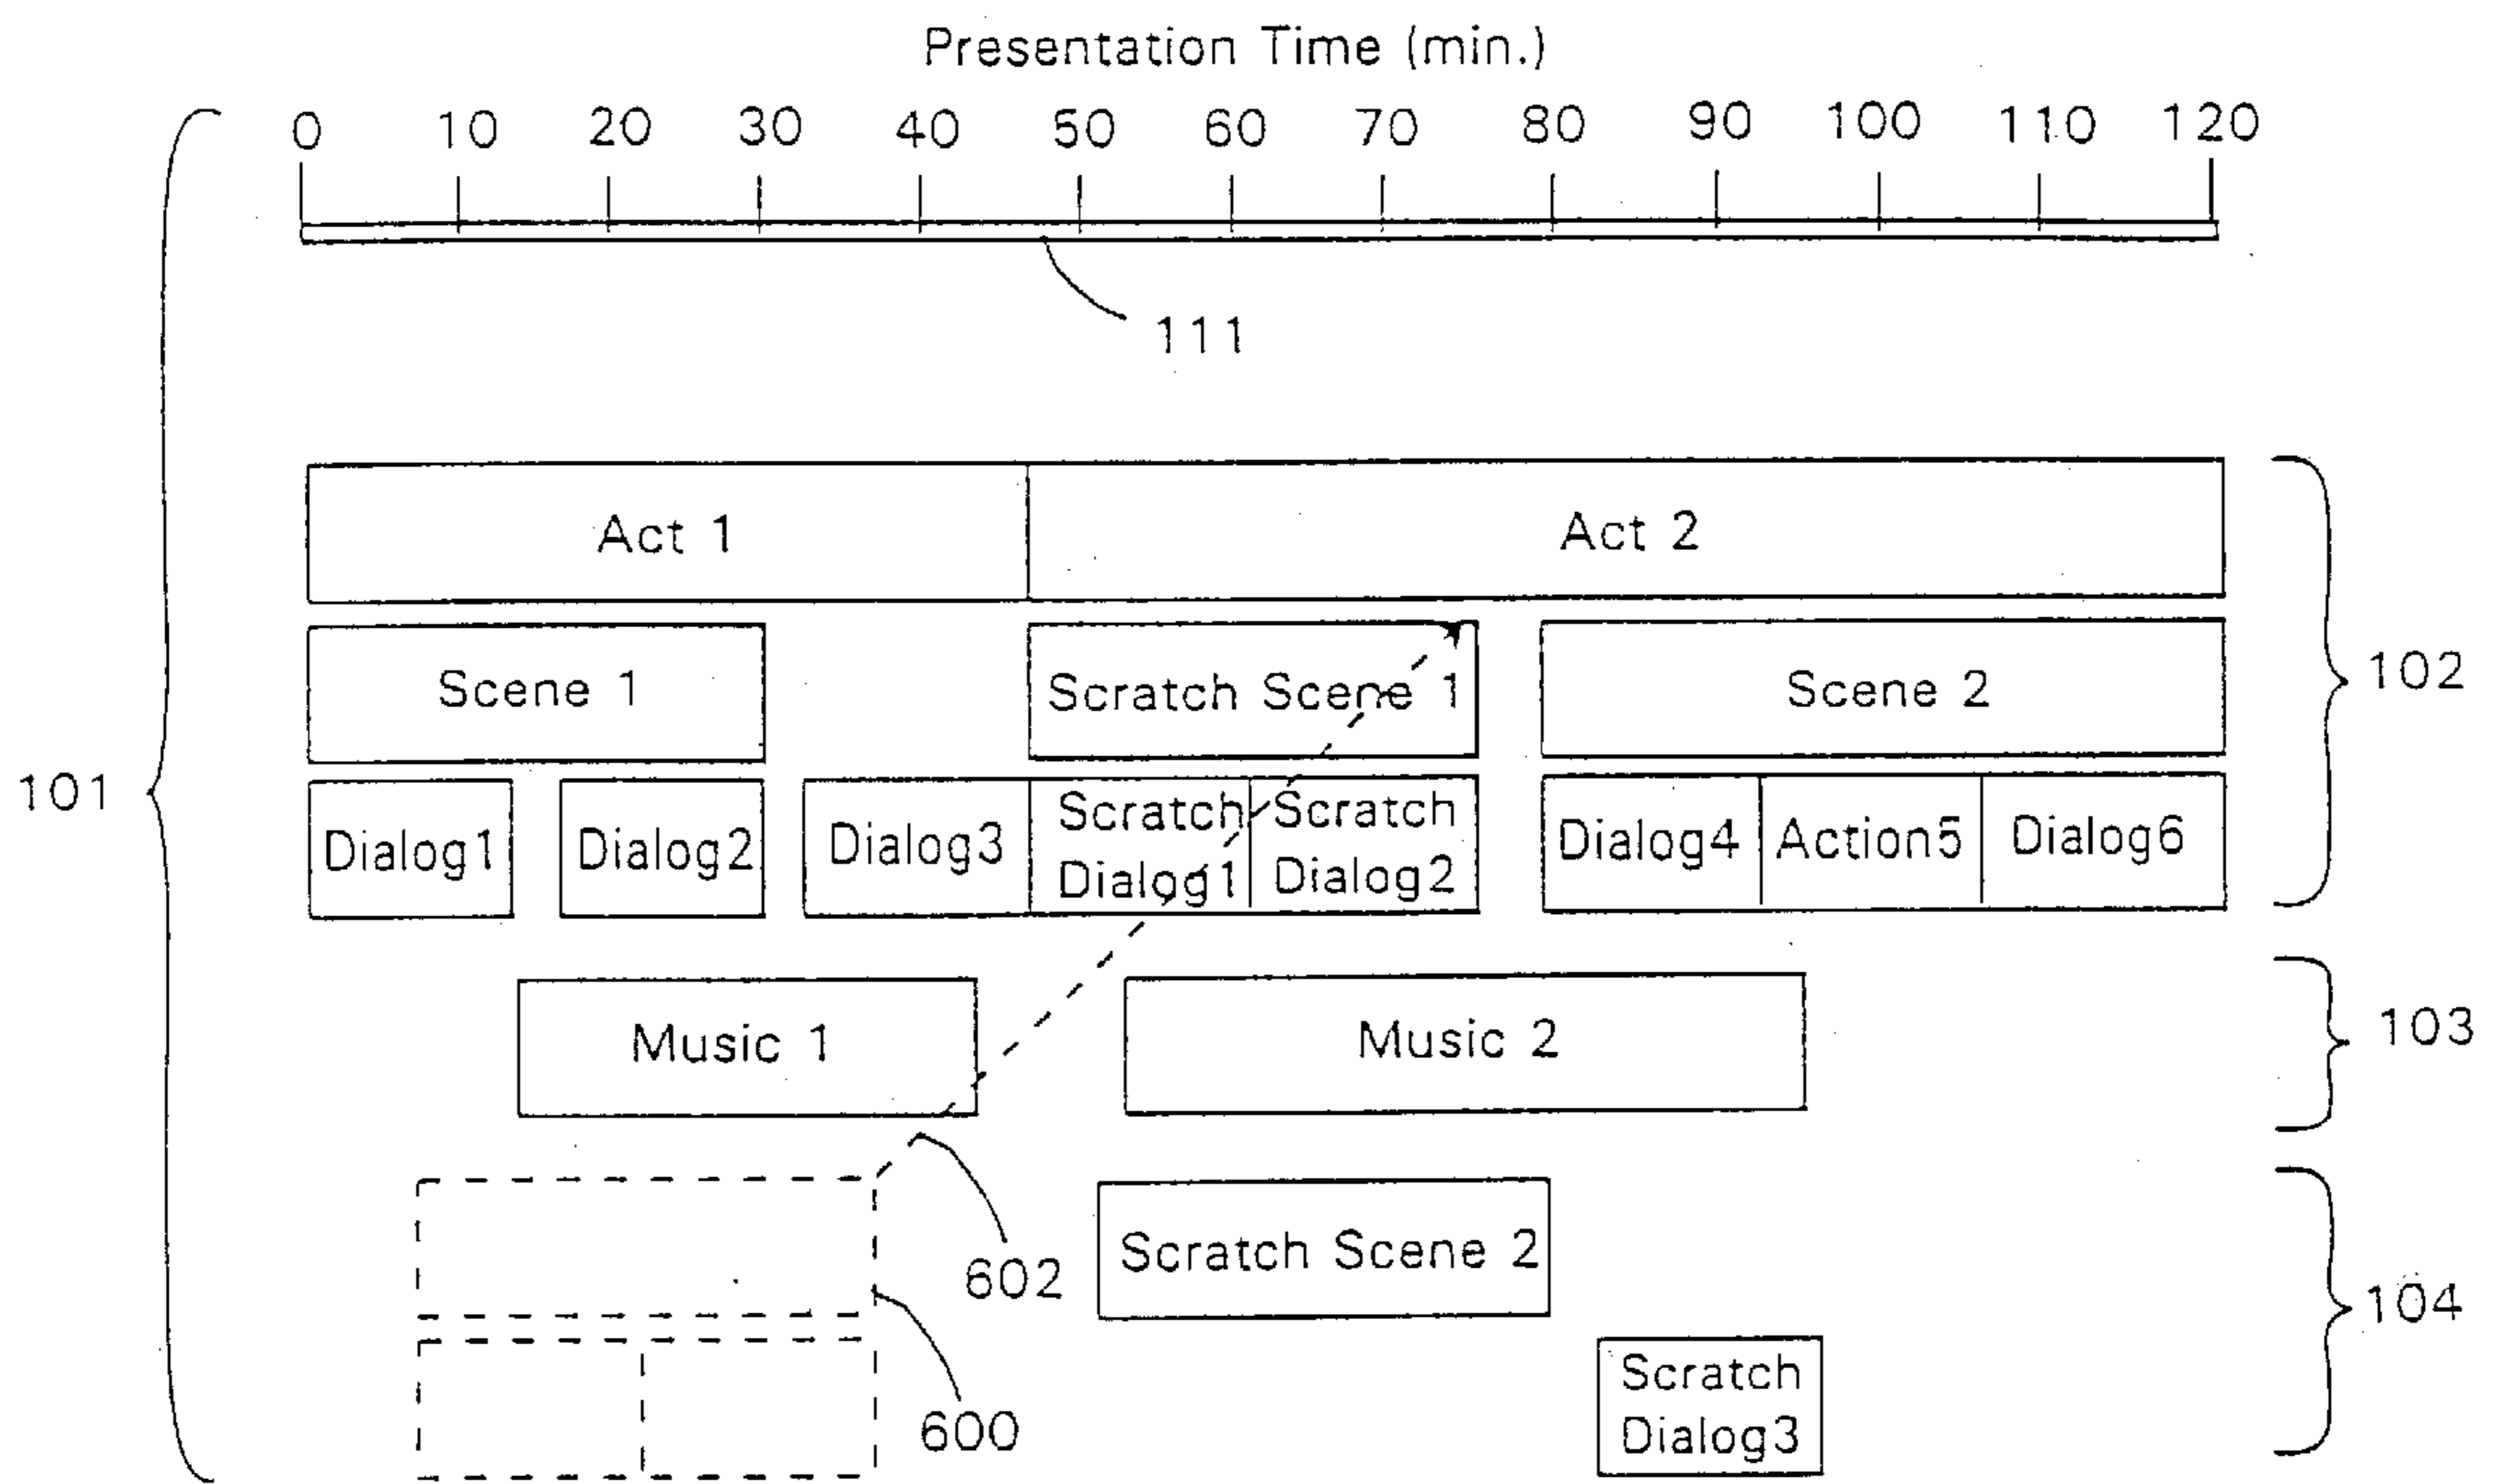 Presentation Time (min.)
0 10 20 30 40 50 60 70 80 90 100 110 120
111
Act 1 Act 2
Scene 1 Scratch Scene 1 Scene 2
102
101
Dialog1 Dialog2 Dialog3 Scratch Dialog1 Scratch Dialog2 Dialog4 Action5 Dialog6
Music 1 Music 2
103
602
Scratch Scene 2
104
600
Scratch
Dialog3